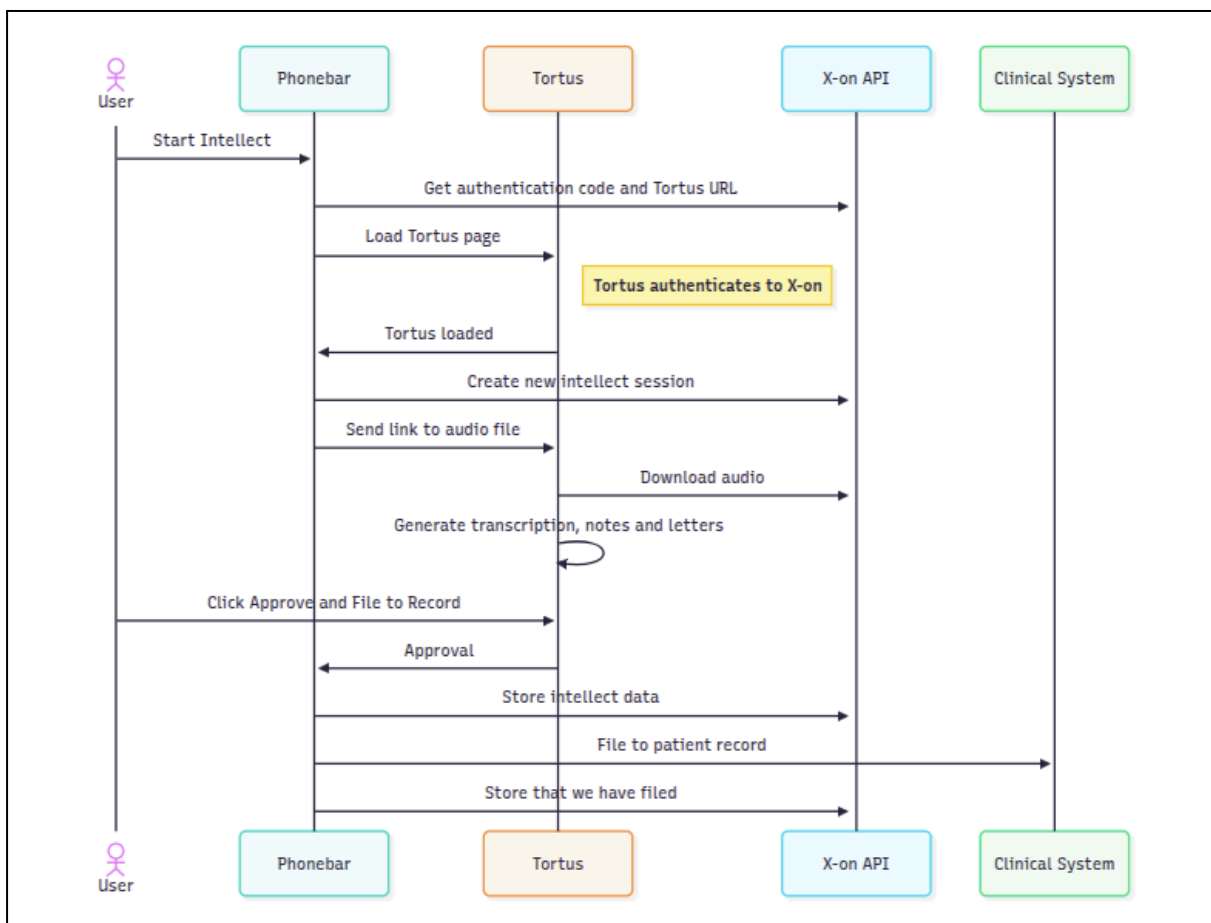 User
Phonebar
Tortus
X-on API
Clinical System
Start Intellect
Get authentication code and Tortus URL
Load Tortus page
Tortus authenticates to X-on
Tortus loaded
Create new intellect session
Send link to audio file
Download audio
Generate transcription, notes and letters
Click Approve and File to Record
Approval
Store intellect data
File to patient record
Store that we have filed
User
Phonebar
Tortus
X-on API
Clinical System